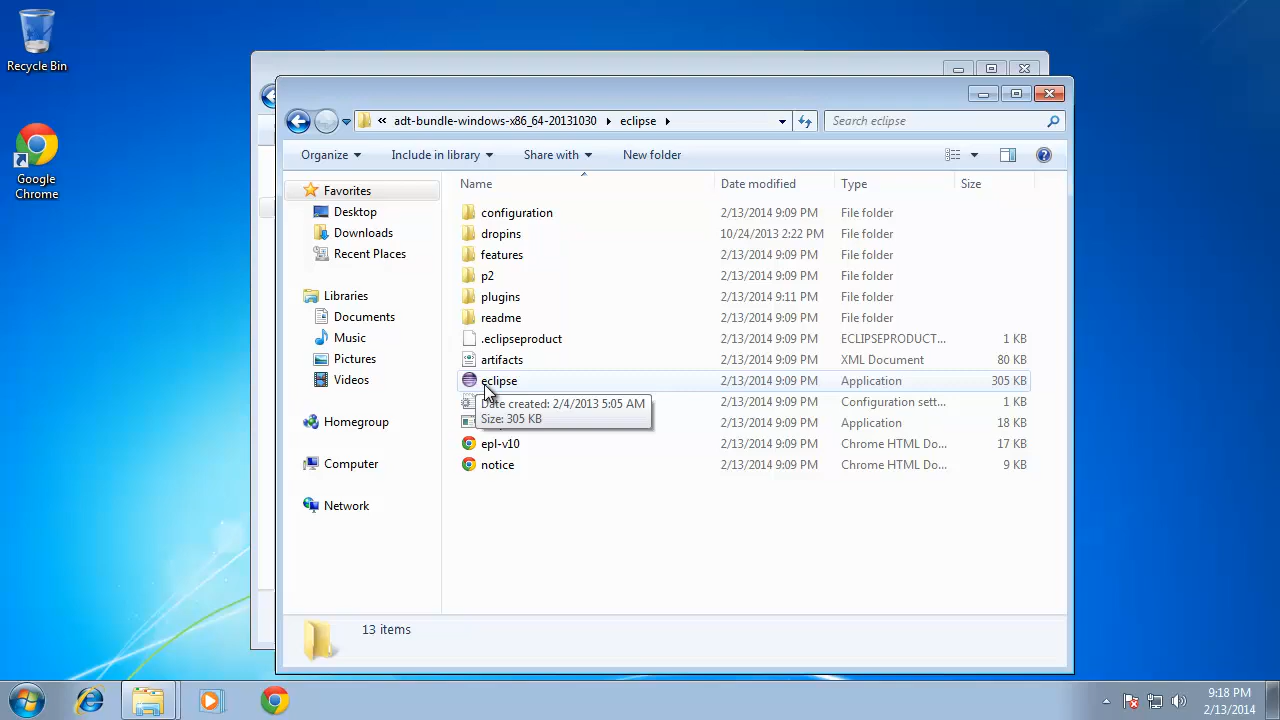 Recycle Bin
Google
Chrome
adt-bundle-windows-x86_64-20131030
eclipse
Search eclipse
Organize
Include in library
Share with
New folder
Name
Date modified
Type
Size
Favorites
Desktop
Downloads
Recent Places
Libraries
Documents
Music
Pictures
Videos
Homegroup
Computer
Network
configuration 2/13/2014 9:09 PM File folder
dropins 10/24/2013 2:22 PM File folder
features 2/13/2014 9:09 PM File folder
p2 2/13/2014 9:09 PM File folder
plugins 2/13/2014 9:11 PM File folder
readme 2/13/2014 9:09 PM File folder
.eclipseproduct 2/13/2014 9:09 PM ECLIPSEPRODUCT... 1 KB
artifacts 2/13/2014 9:09 PM XML Document 80 KB
eclipse 2/13/2014 9:09 PM Application 305 KB
2/13/2014 9:09 PM Configuration sett... 1 KB
2/13/2014 9:09 PM Application 18 KB
epl-v10 2/13/2014 9:09 PM Chrome HTML Do... 17 KB
notice 2/13/2014 9:09 PM Chrome HTML Do... 9 KB
Date created: 2/4/2013 5:05 AM
Size: 305 KB
13 items
9:18 PM
2/13/2014